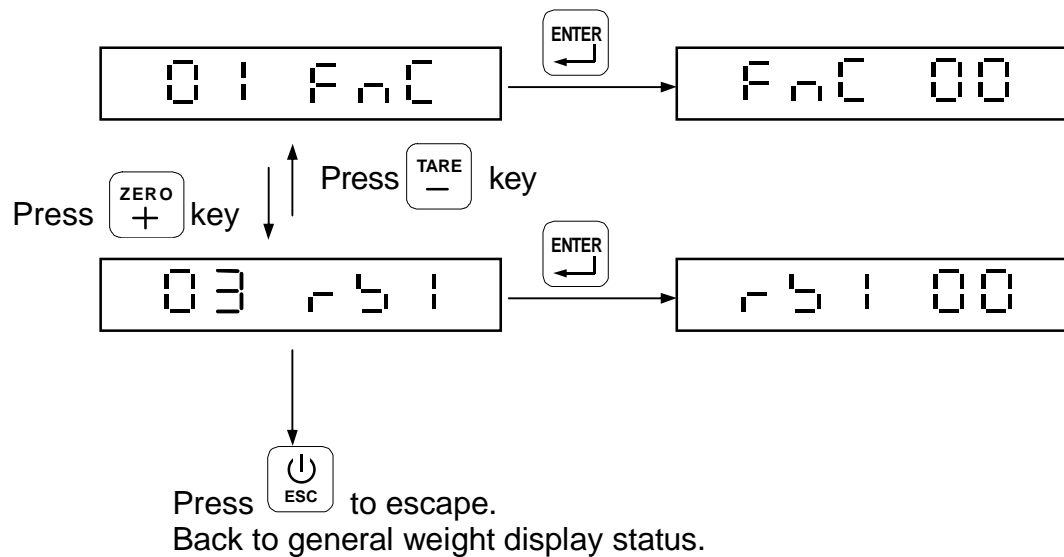 ENTER
01 FnC
FnC 00
Press TARE − key
Press ZERO + key
ENTER
03 rS1
rS1 00
Press ESC to escape.
Back to general weight display status.